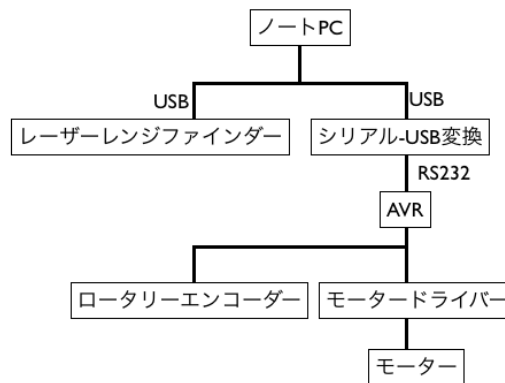 ノートPC
USB
USB
レーザーレンジファインダー
シリアル-USB変換
RS232
AVR
ロータリーエンコーダー
モータードライバー
モーター